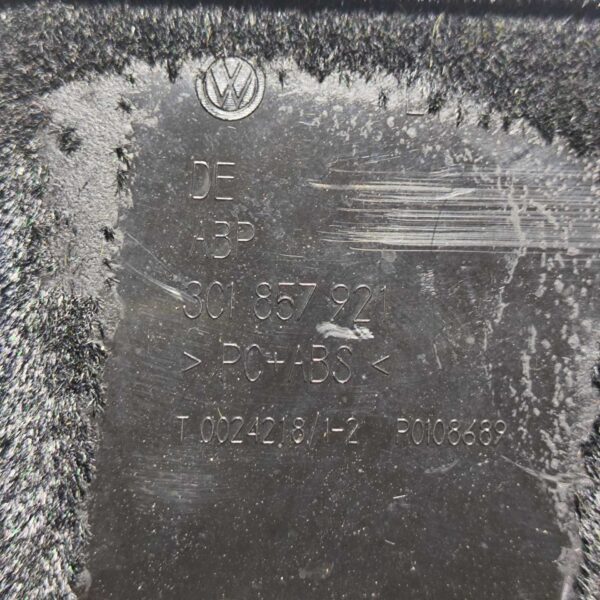 DE
ABP
3C1 857 921
> PC+ABS <
T 0024218/1-2 P0108689